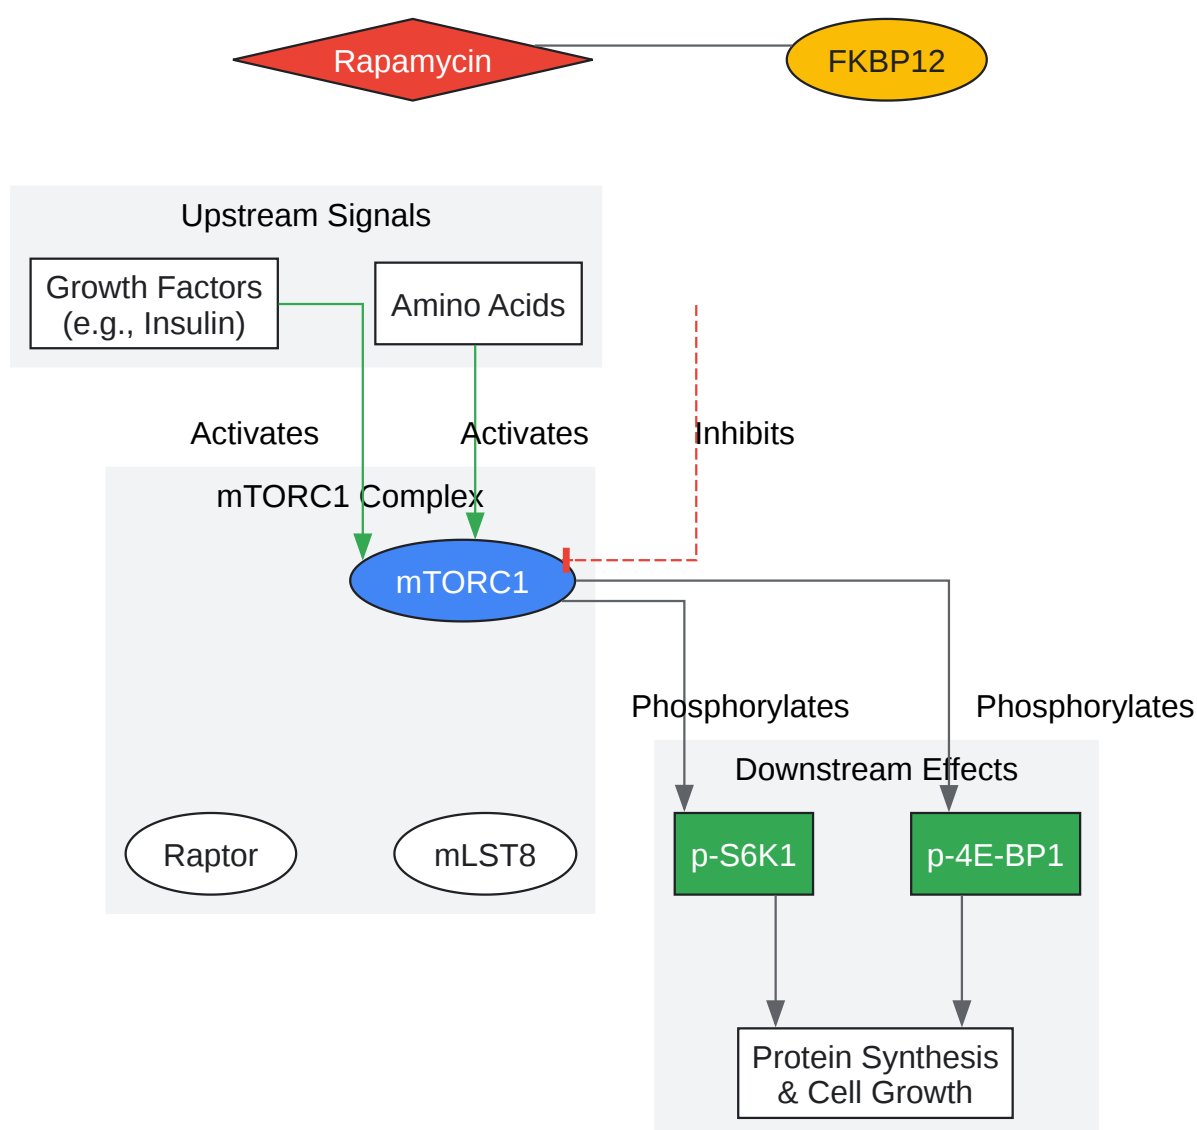 Rapamycin
FKBP12
Upstream Signals
Growth Factors
(e.g., Insulin)
Amino Acids
Activates
Activates
Inhibits
mTORC1 Complex
mTORC1
Phosphorylates
Phosphorylates
Downstream Effects
Raptor
mLST8
p-S6K1
p-4E-BP1
Protein Synthesis
& Cell Growth